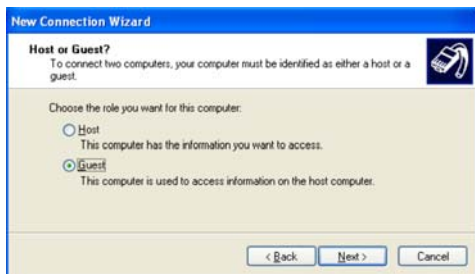 New Connection Wizard
Host or Guest?
To connect two computers, your computer must be identified as either a host or a
guest.
Choose the role you want for this computer:
Host
This computer has the information you want to access.
Guest
This computer is used to access information on the host computer.
< Back
Next >
Cancel